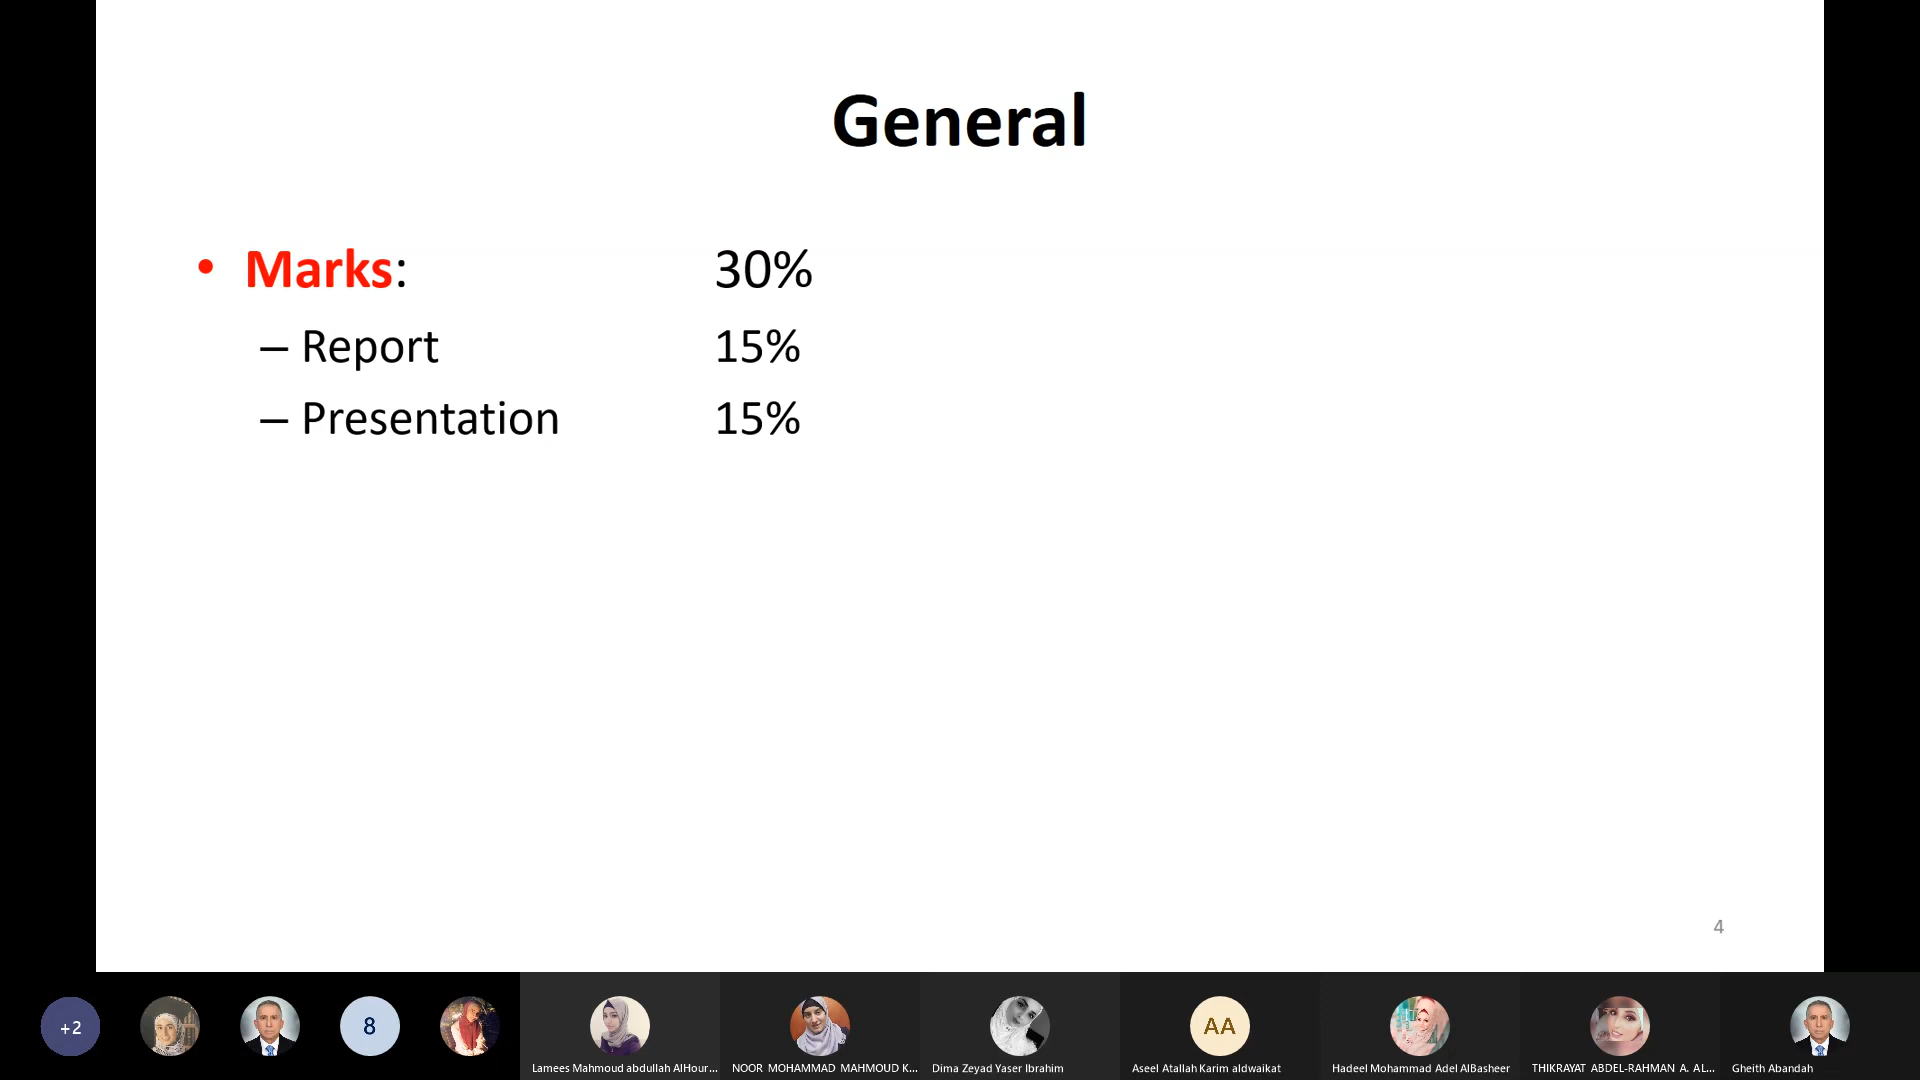 General
• Marks: 30%
– Report 15%
– Presentation 15%
4
+2
8
AA
Lamees Mahmoud abdullah AlHour...
NOOR MOHAMMAD MAHMOUD K...
Dima Zeyad Yaser Ibrahim
Aseel Atallah Karim aldwaikat
Hadeel Mohammad Adel AlBasheer
THIKRAYAT ABDEL-RAHMAN A. AL...
Gheith Abandah